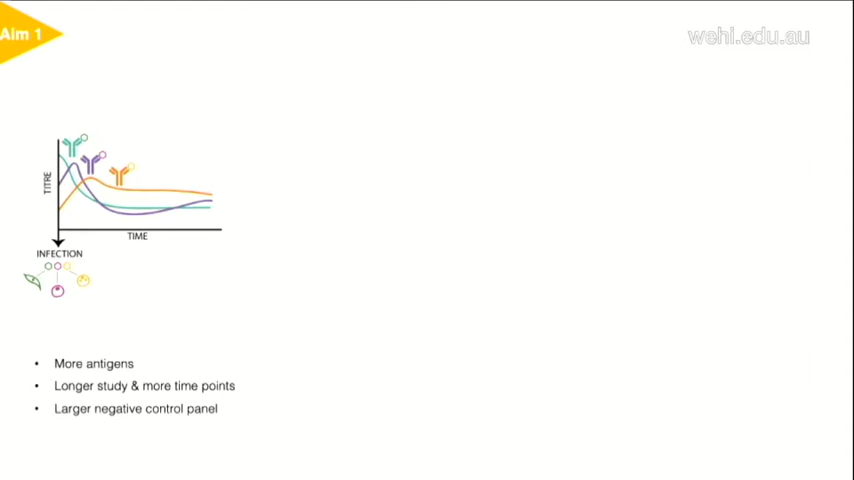 Aim 1
wehi.edu.au
TITRE
TIME
INFECTION
• More antigens
• Longer study & more time points
• Larger negative control panel